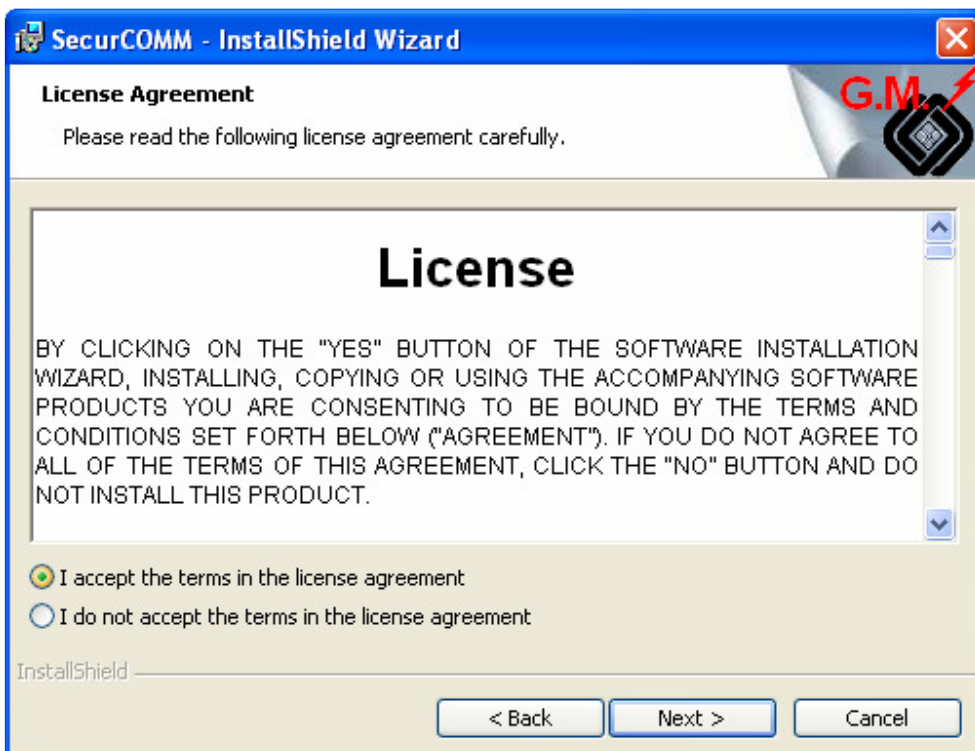 SecurCOMM - InstallShield Wizard
License Agreement
Please read the following license agreement carefully.
G.M.
License
BY CLICKING ON THE "YES" BUTTON OF THE SOFTWARE INSTALLATION
WIZARD, INSTALLING, COPYING OR USING THE ACCOMPANYING SOFTWARE
PRODUCTS YOU ARE CONSENTING TO BE BOUND BY THE TERMS AND
CONDITIONS SET FORTH BELOW ("AGREEMENT"). IF YOU DO NOT AGREE TO
ALL OF THE TERMS OF THIS AGREEMENT, CLICK THE "NO" BUTTON AND DO
NOT INSTALL THIS PRODUCT.
I accept the terms in the license agreement
I do not accept the terms in the license agreement
InstallShield
< Back Next > Cancel